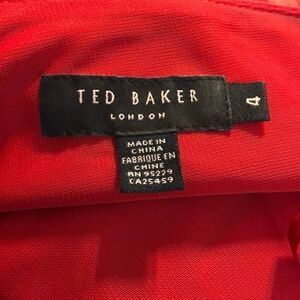 TED BAKER
LONDON
4
MADE IN
CHINA
FABRIQUE EN
CHINE
RN 95229
CA25459